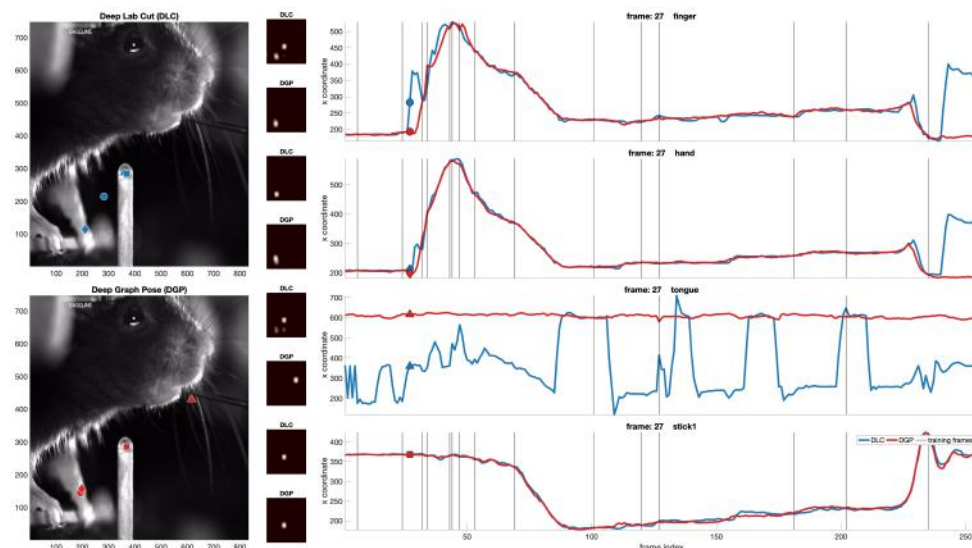 Deep Lab Cut (DLC)
BASELINE
700
600
500
400
300
200
100
100 200 300 400 500 600 700 800
Deep Graph Pose (DGP)
BASELINE
700
600
500
400
300
200
100
100 200 300 400 500 600 700 800
DLC
DGP
DLC
DGP
DLC
DGP
DLC
DGP
frame: 27 finger
x coordinate
500
450
400
350
300
250
200
frame: 27 hand
x coordinate
500
400
300
200
frame: 27 tongue
x coordinate
700
600
500
400
300
200
frame: 27 stick1
x coordinate
400
350
300
250
200
DLC DGP training frames
50 100 150 200 250
frame index